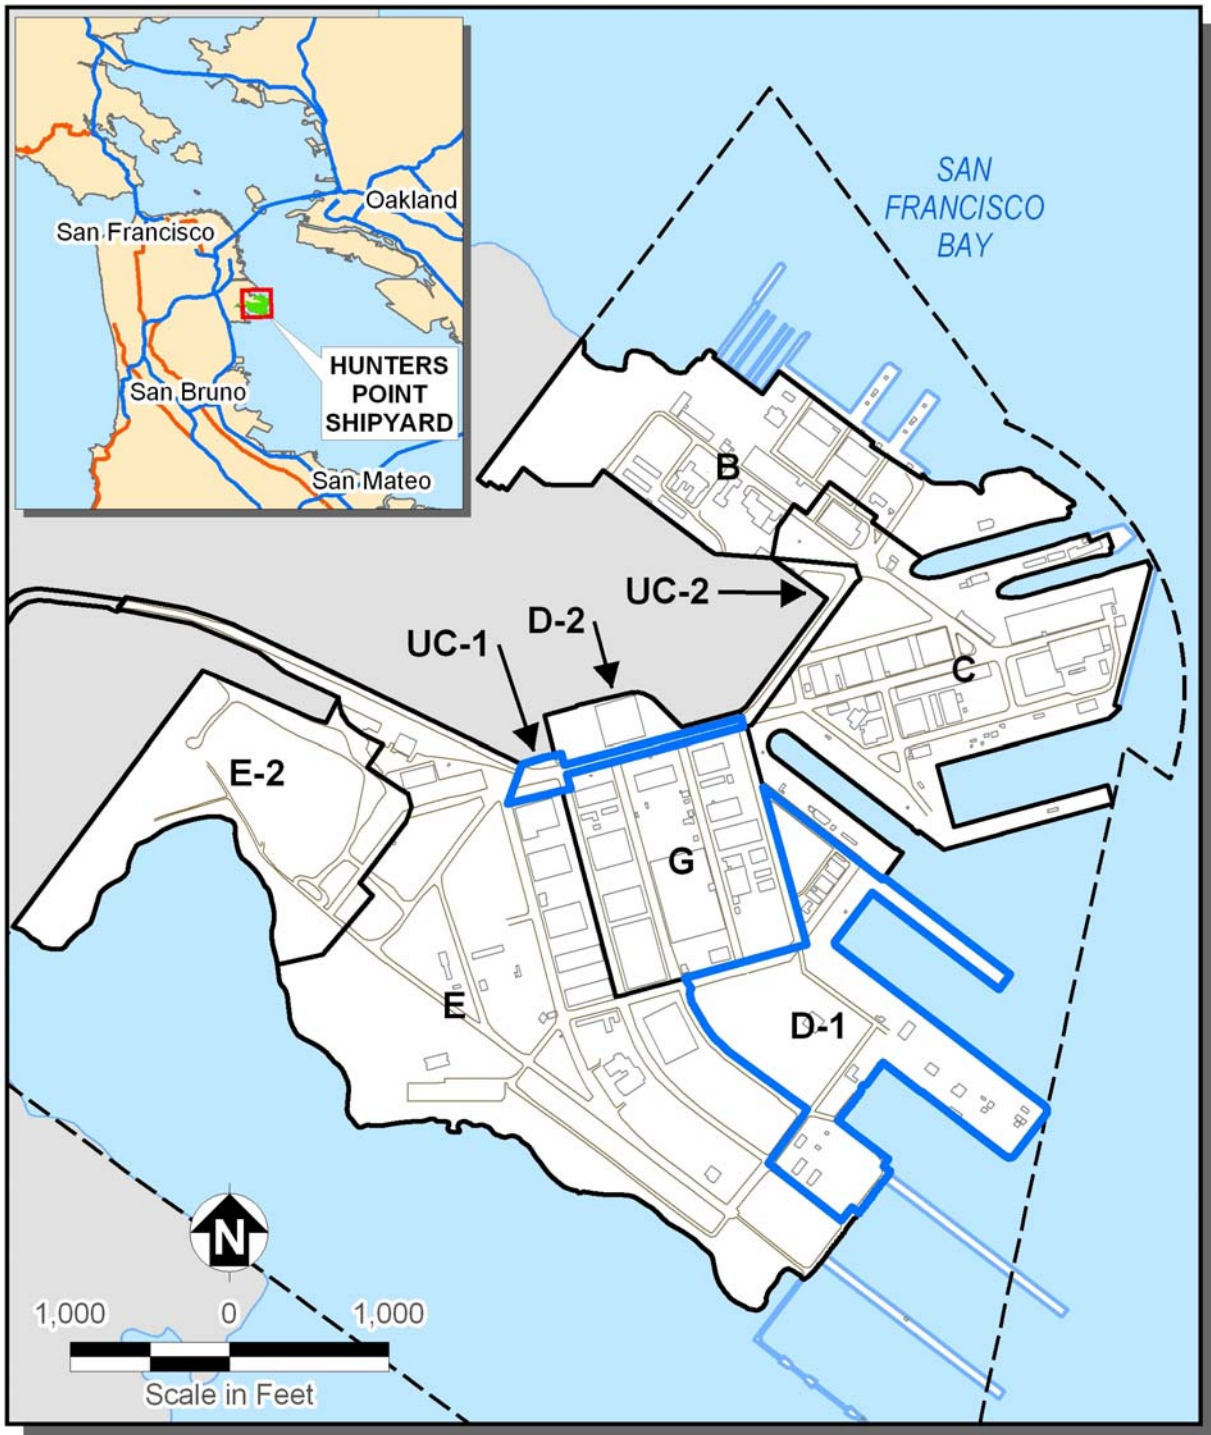 San Francisco
Oakland
HUNTERS
POINT
SHIPYARD
San Bruno
San Mateo
SAN
FRANCISCO
BAY
B
UC-2
D-2
UC-1
C
E-2
G
E
D-1
N
1,000 0 1,000
Scale in Feet